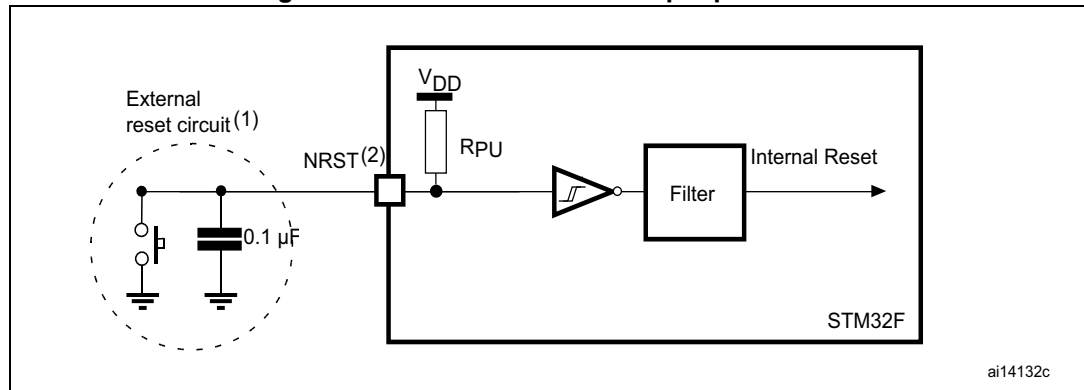 External
reset circuit(1)
VDD
NRST(2)
RPU
Internal Reset
Filter
0.1 μF
STM32F
ai14132c